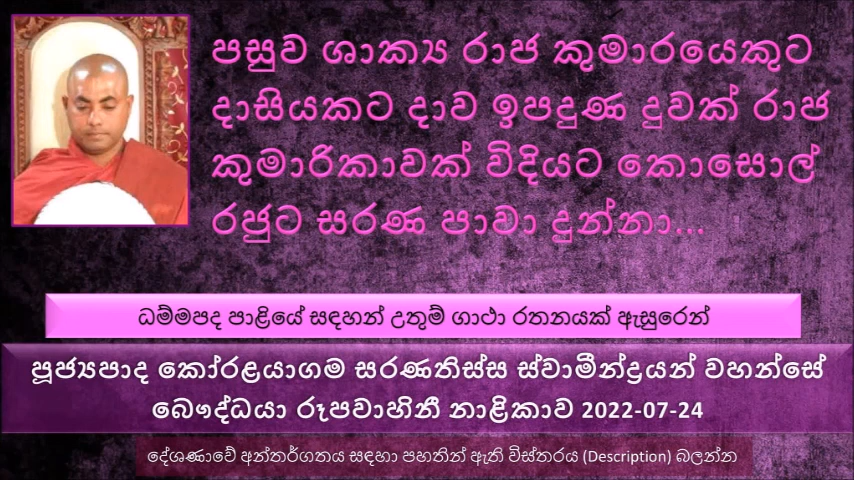 පසුව ශාක්‍ය රාජ කුමාරයෙකුට
දාසියකට දාව ඉපදුණ දුවක් රාජ
කුමාරිකාවක් විදියට කොසොල්
රජුට සරණ පාවා දුන්නා...
ධම්මපද පාළියේ සඳහන් උතුම් ගාථා රතනයක් ඇසුරෙන්
පූජ්‍යපාද කෝරළයාගම සරණතිස්ස ස්වාමීන්ද්‍රයන් වහන්සේ
බෞද්ධයා රූපවාහිනී නාළිකාව 2022-07-24
දේශණාවේ අන්තර්ගතය සඳහා පහතින් ඇති විස්තරය (Description) බලන්න